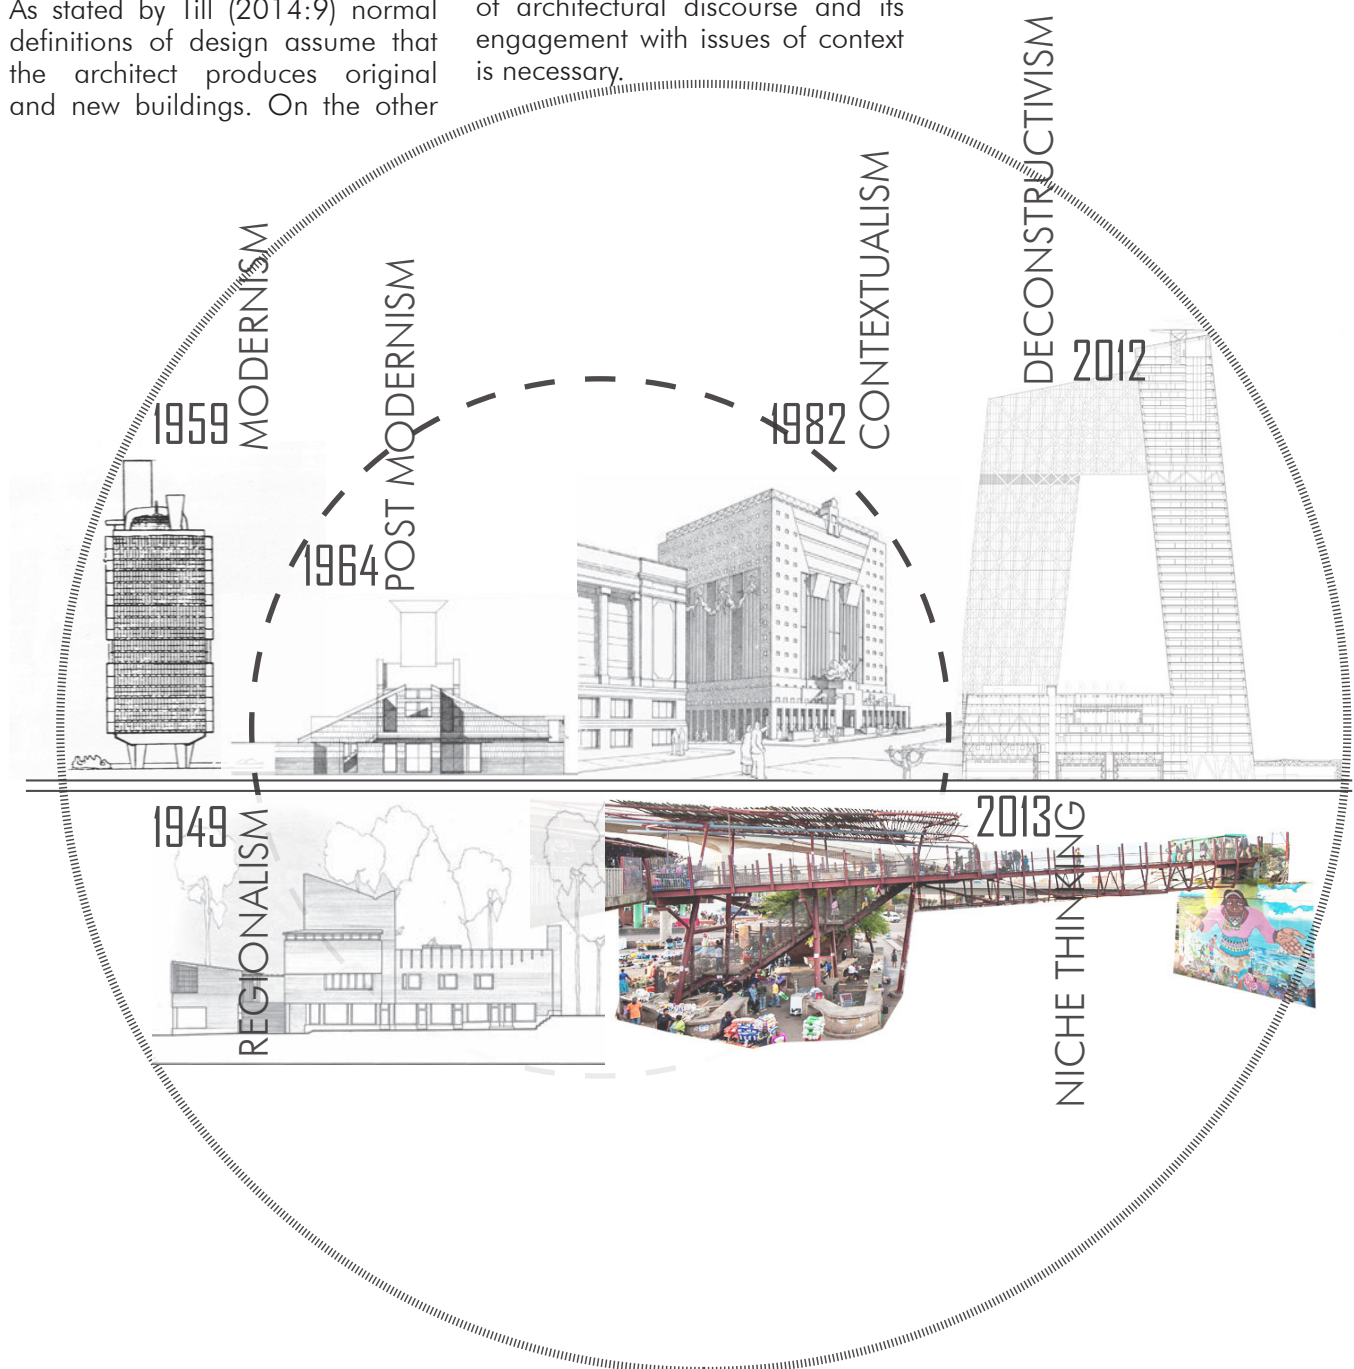 As stated by Till (2014:9) normal
definitions of design assume that
the architect produces original
and new buildings. On the other
of architectural discourse and its
engagement with issues of context
is necessary.
1959
MODERNISM
1964
POST MODERNISM
1982
CONTEXTUALISM
DECONSTRUCTIVISM
2012
1949
REGIONALISM
2013
NICHE THINKING